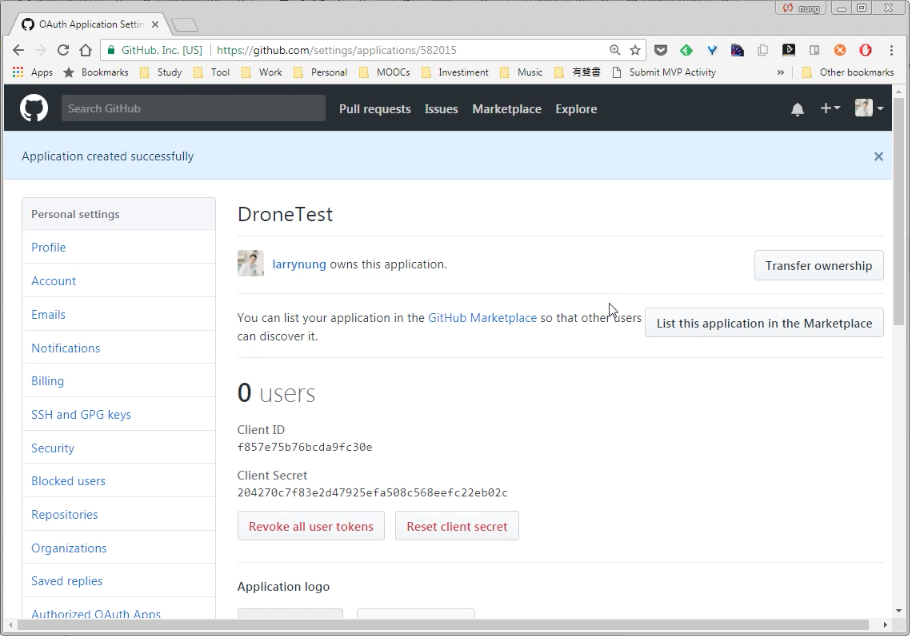 nung
OAuth Application Settin
GitHub, Inc. [US] https://github.com/settings/applications/582015
Apps Bookmarks Study Tool Work Personal MOOCs Investiment Music 有聲書 Submit MVP Activity » Other bookmarks
Search GitHub Pull requests Issues Marketplace Explore
Application created successfully
Personal settings
Profile
Account
Emails
Notifications
Billing
SSH and GPG keys
Security
Blocked users
Repositories
Organizations
Saved replies
Authorized OAuth Apps
DroneTest
larrynung owns this application.
Transfer ownership
You can list your application in the GitHub Marketplace so that other users
can discover it.
List this application in the Marketplace
0 users
Client ID
f857e75b76bcda9fc30e
Client Secret
204270c7f83e2d47925efa508c568eefc22eb02c
Revoke all user tokens Reset client secret
Application logo